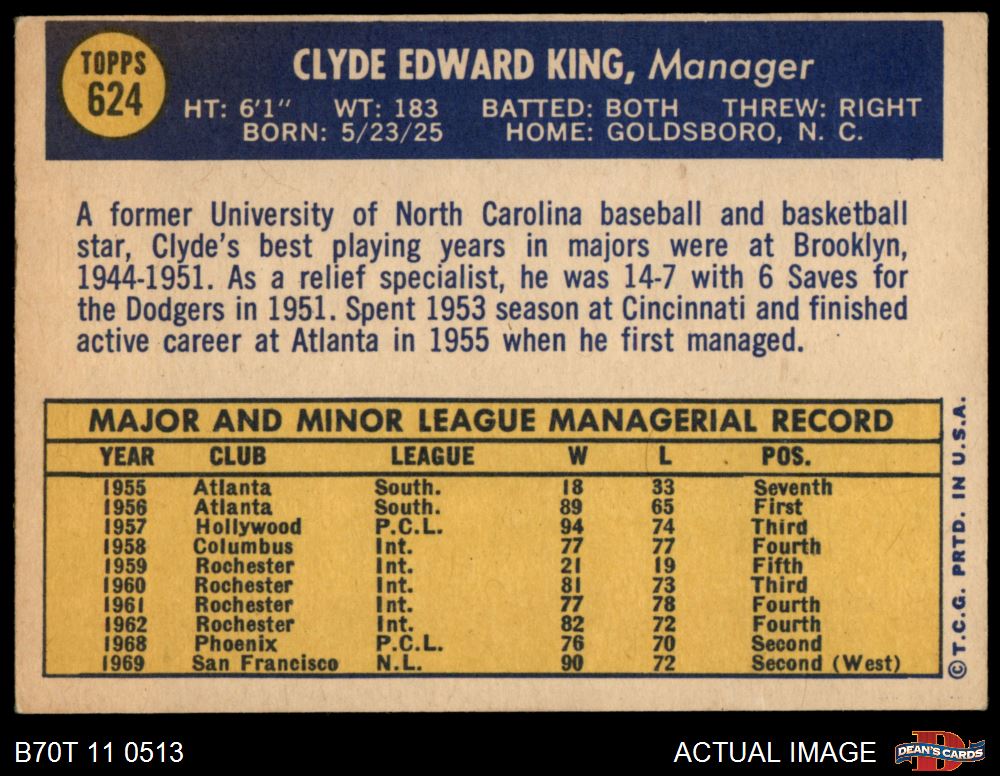 TOPPS
624
CLYDE EDWARD KING, Manager
HT: 6'1" WT: 183 BATTED: BOTH THREW: RIGHT
BORN: 5/23/25 HOME: GOLDSBORO, N. C.
A former University of North Carolina baseball and basketball
star, Clyde's best playing years in majors were at Brooklyn,
1944-1951. As a relief specialist, he was 14-7 with 6 Saves for
the Dodgers in 1951. Spent 1953 season at Cincinnati and finished
active career at Atlanta in 1955 when he first managed.
MAJOR AND MINOR LEAGUE MANAGERIAL RECORD
YEAR CLUB LEAGUE W L POS.
1955 Atlanta South. 18 33 Seventh
1956 Atlanta South. 89 65 First
1957 Hollywood P.C.L. 94 74 Third
1958 Columbus Int. 77 77 Fourth
1959 Rochester Int. 21 19 Fifth
1960 Rochester Int. 81 73 Third
1961 Rochester Int. 77 78 Fourth
1962 Rochester Int. 82 72 Fourth
1968 Phoenix P.C.L. 76 70 Second
1969 San Francisco N.L. 90 72 Second (West)
©T.C.G. PRTD. IN U.S.A.
B70T 11 0513
ACTUAL IMAGE
DEAN'S CARDS